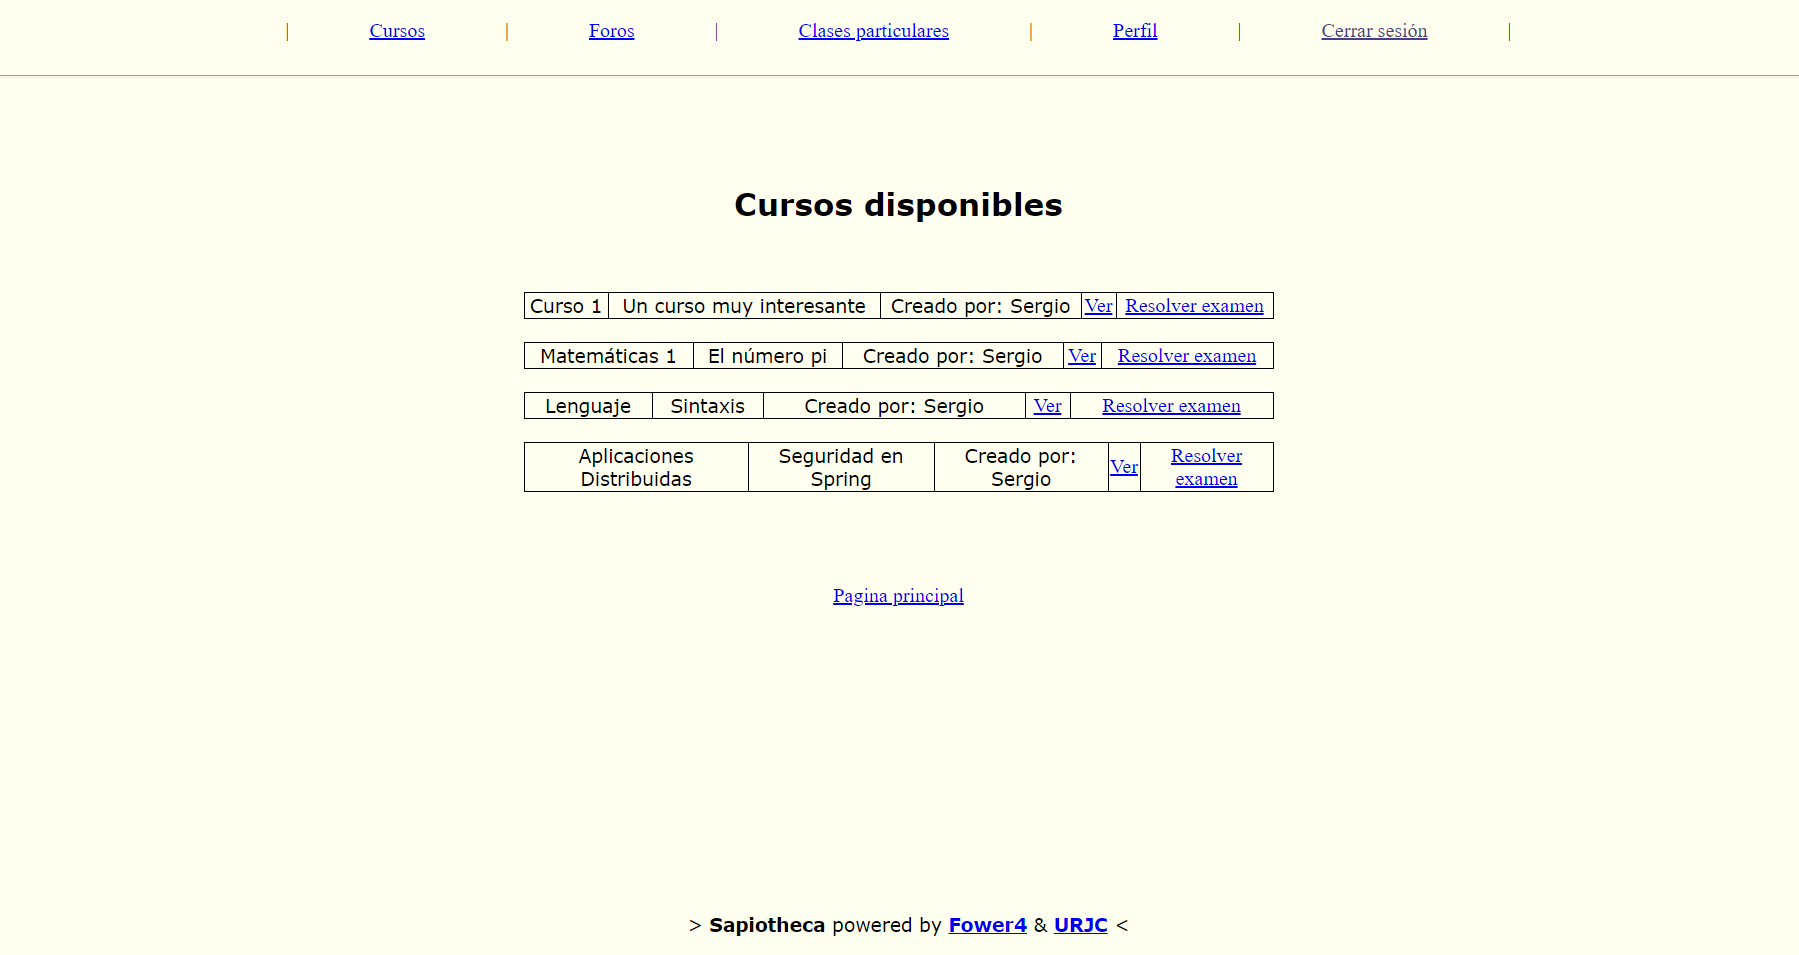 | Cursos | Foros | Clases particulares | Perfil | Cerrar sesión |
Cursos disponibles
Curso 1 Un curso muy interesante Creado por: Sergio Ver Resolver examen
Matemáticas 1 El número pi Creado por: Sergio Ver Resolver examen
Lenguaje Sintaxis Creado por: Sergio Ver Resolver examen
Aplicaciones Distribuidas Seguridad en Spring Creado por: Sergio Ver Resolver examen
Pagina principal
> Sapiotheca powered by Fower4 & URJC <